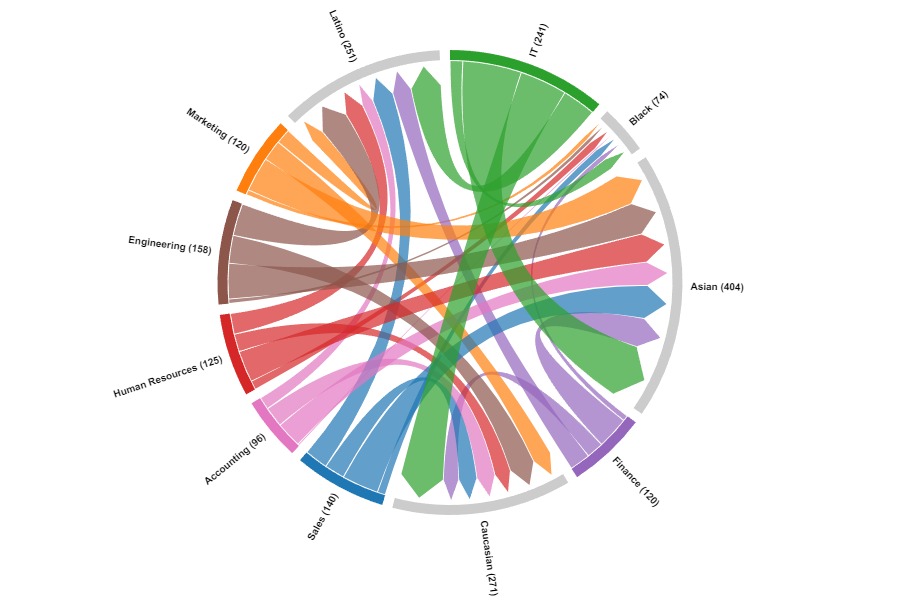 Latino (251)
IT (241)
Black (74)
Marketing (120)
Engineering (158)
Asian (404)
Human Resources (125)
Accounting (96)
Finance (120)
Sales (140)
Caucasian (271)